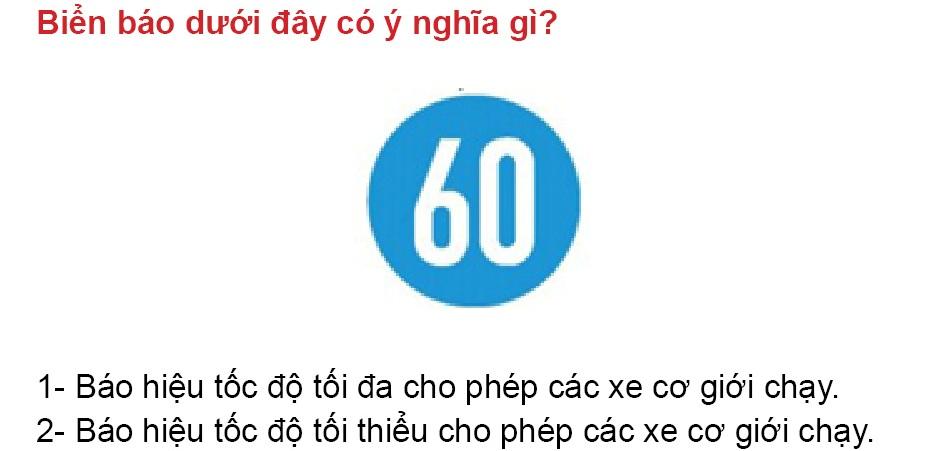 Biển báo dưới đây có ý nghĩa gì?
60
1- Báo hiệu tốc độ tối đa cho phép các xe cơ giới chạy.
2- Báo hiệu tốc độ tối thiểu cho phép các xe cơ giới chạy.